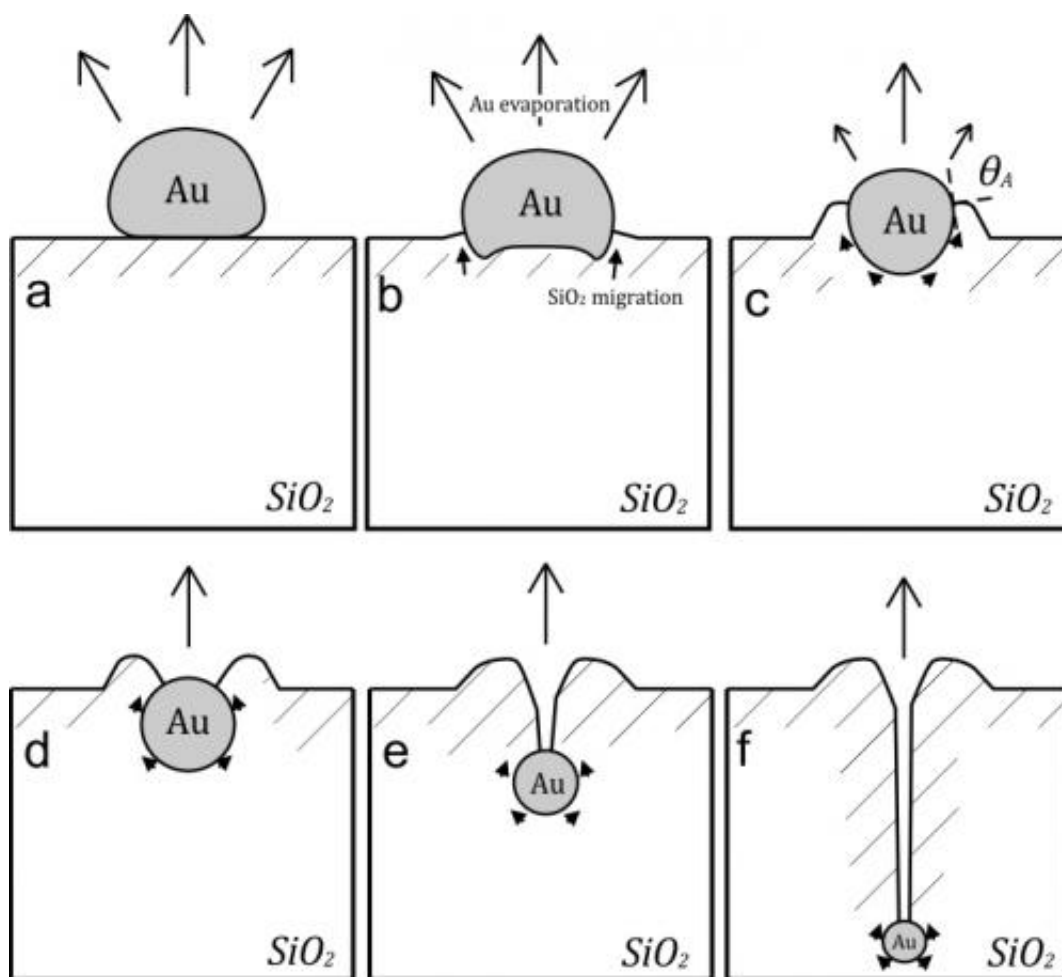 Au
a
SiO₂
Au evaporation
Au
b
SiO₂ migration
SiO₂
θA
Au
c
SiO₂
Au
d
SiO₂
Au
e
SiO₂
f
Au
SiO₂